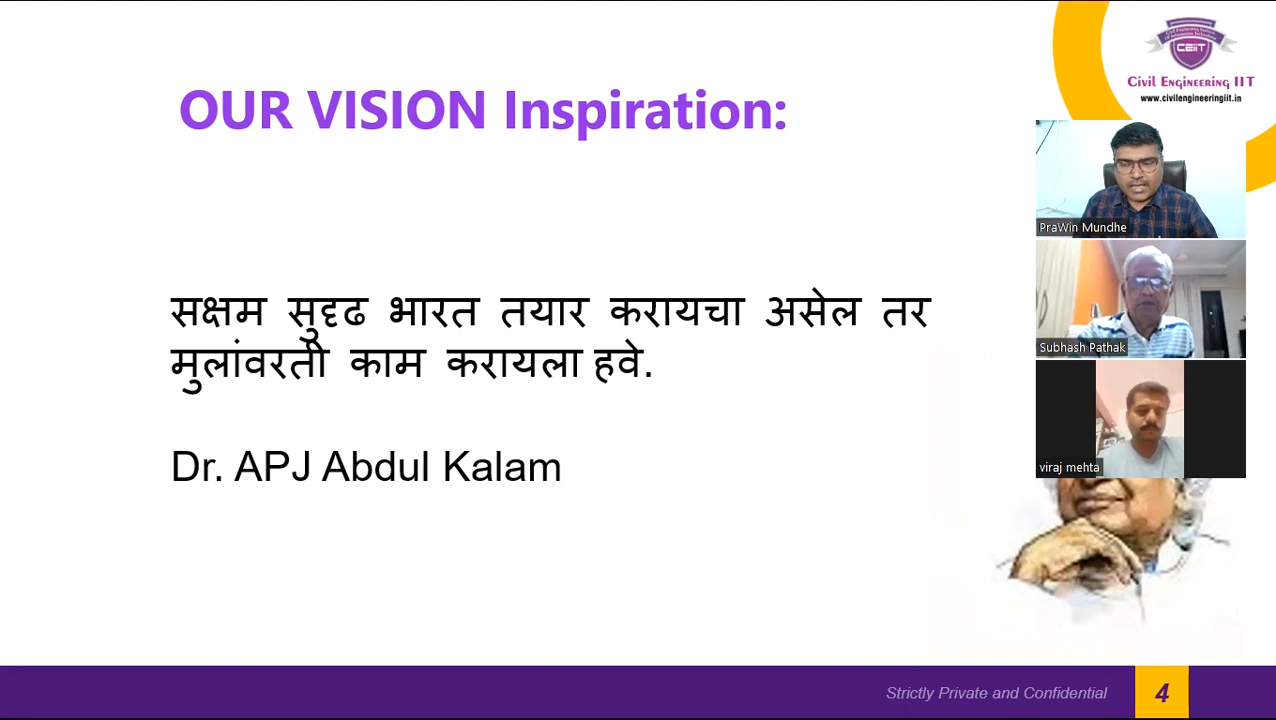 OUR VISION Inspiration:
सक्षम सुदृढ भारत तयार करायचा असेल तर
मुलांवरती काम करायला हवे.
Dr. APJ Abdul Kalam
CEIIT
CIVIL ENGINEERING IIT
www.civilengineeringiit.in
PraWin Mundhe
Subhash Pathak
viraj mehta
Strictly Private and Confidential
4